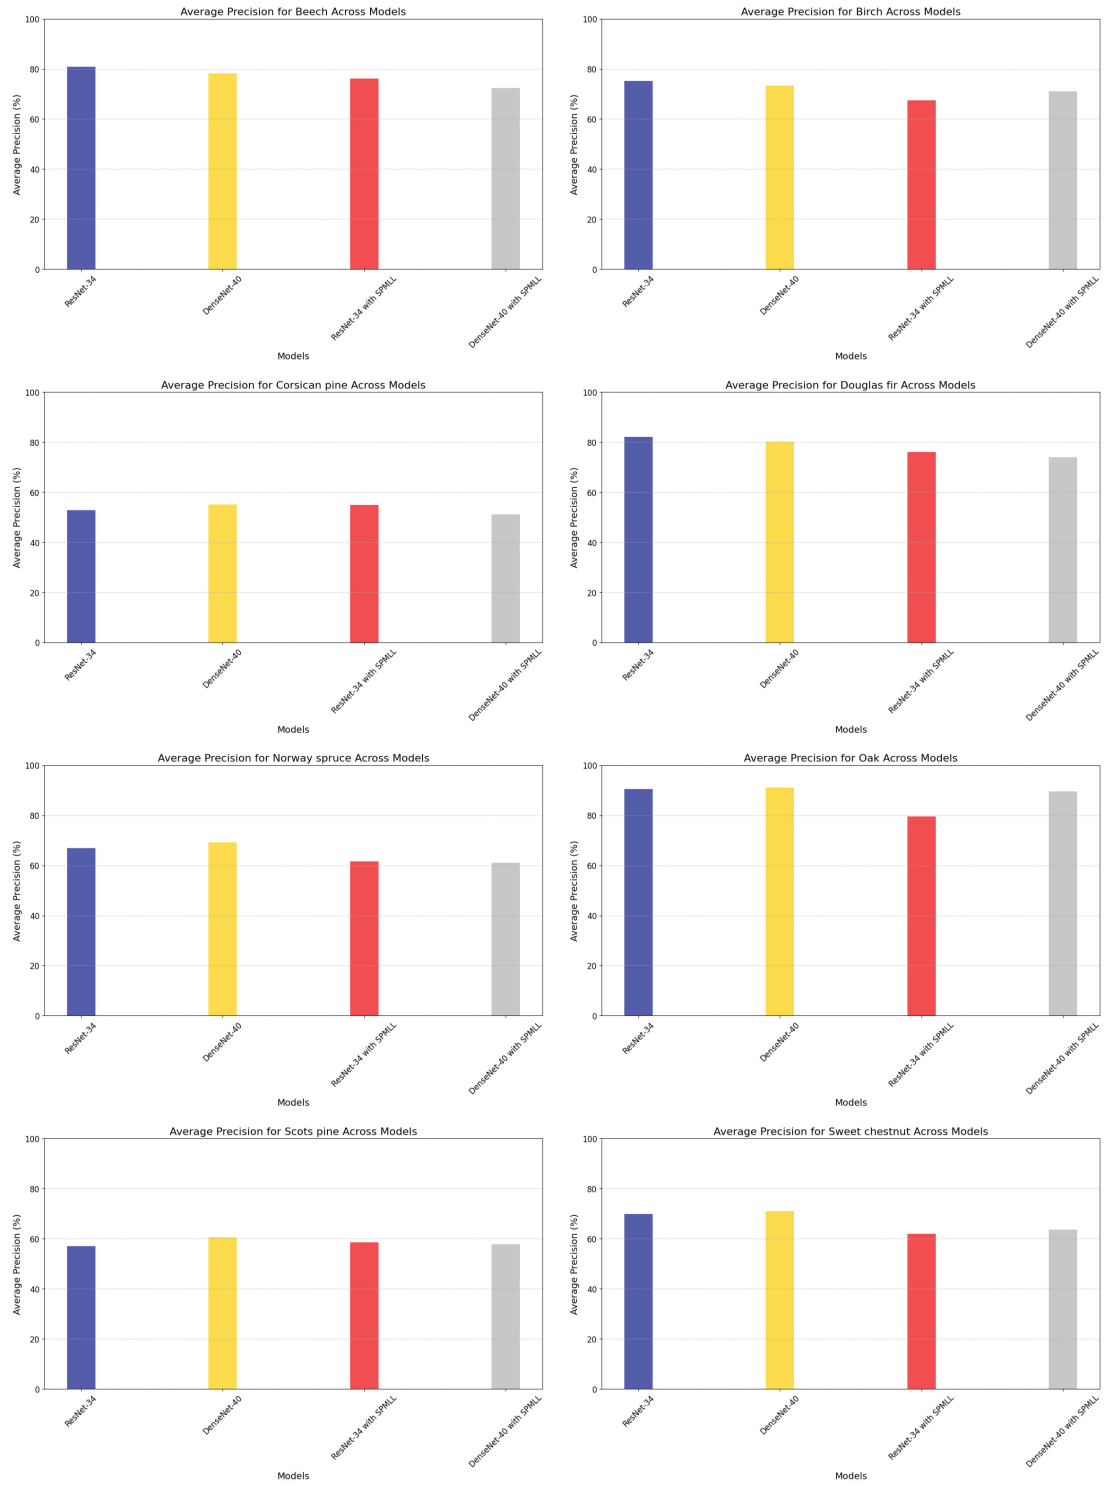 Average Precision for Beech Across Models
Average Precision (%)
100
80
60
40
20
0
ResNet-34
DenseNet-40
ResNet-34 with SPMLL
DenseNet-40 with SPMLL
Models
Average Precision for Birch Across Models
Average Precision (%)
100
80
60
40
20
0
ResNet-34
DenseNet-40
ResNet-34 with SPMLL
DenseNet-40 with SPMLL
Models
Average Precision for Corsican pine Across Models
Average Precision (%)
100
80
60
40
20
0
ResNet-34
DenseNet-40
ResNet-34 with SPMLL
DenseNet-40 with SPMLL
Models
Average Precision for Douglas fir Across Models
Average Precision (%)
100
80
60
40
20
0
ResNet-34
DenseNet-40
ResNet-34 with SPMLL
DenseNet-40 with SPMLL
Models
Average Precision for Norway spruce Across Models
Average Precision (%)
100
80
60
40
20
0
ResNet-34
DenseNet-40
ResNet-34 with SPMLL
DenseNet-40 with SPMLL
Models
Average Precision for Oak Across Models
Average Precision (%)
100
80
60
40
20
0
ResNet-34
DenseNet-40
ResNet-34 with SPMLL
DenseNet-40 with SPMLL
Models
Average Precision for Scots pine Across Models
Average Precision (%)
100
80
60
40
20
0
ResNet-34
DenseNet-40
ResNet-34 with SPMLL
DenseNet-40 with SPMLL
Models
Average Precision for Sweet chestnut Across Models
Average Precision (%)
100
80
60
40
20
0
ResNet-34
DenseNet-40
ResNet-34 with SPMLL
DenseNet-40 with SPMLL
Models